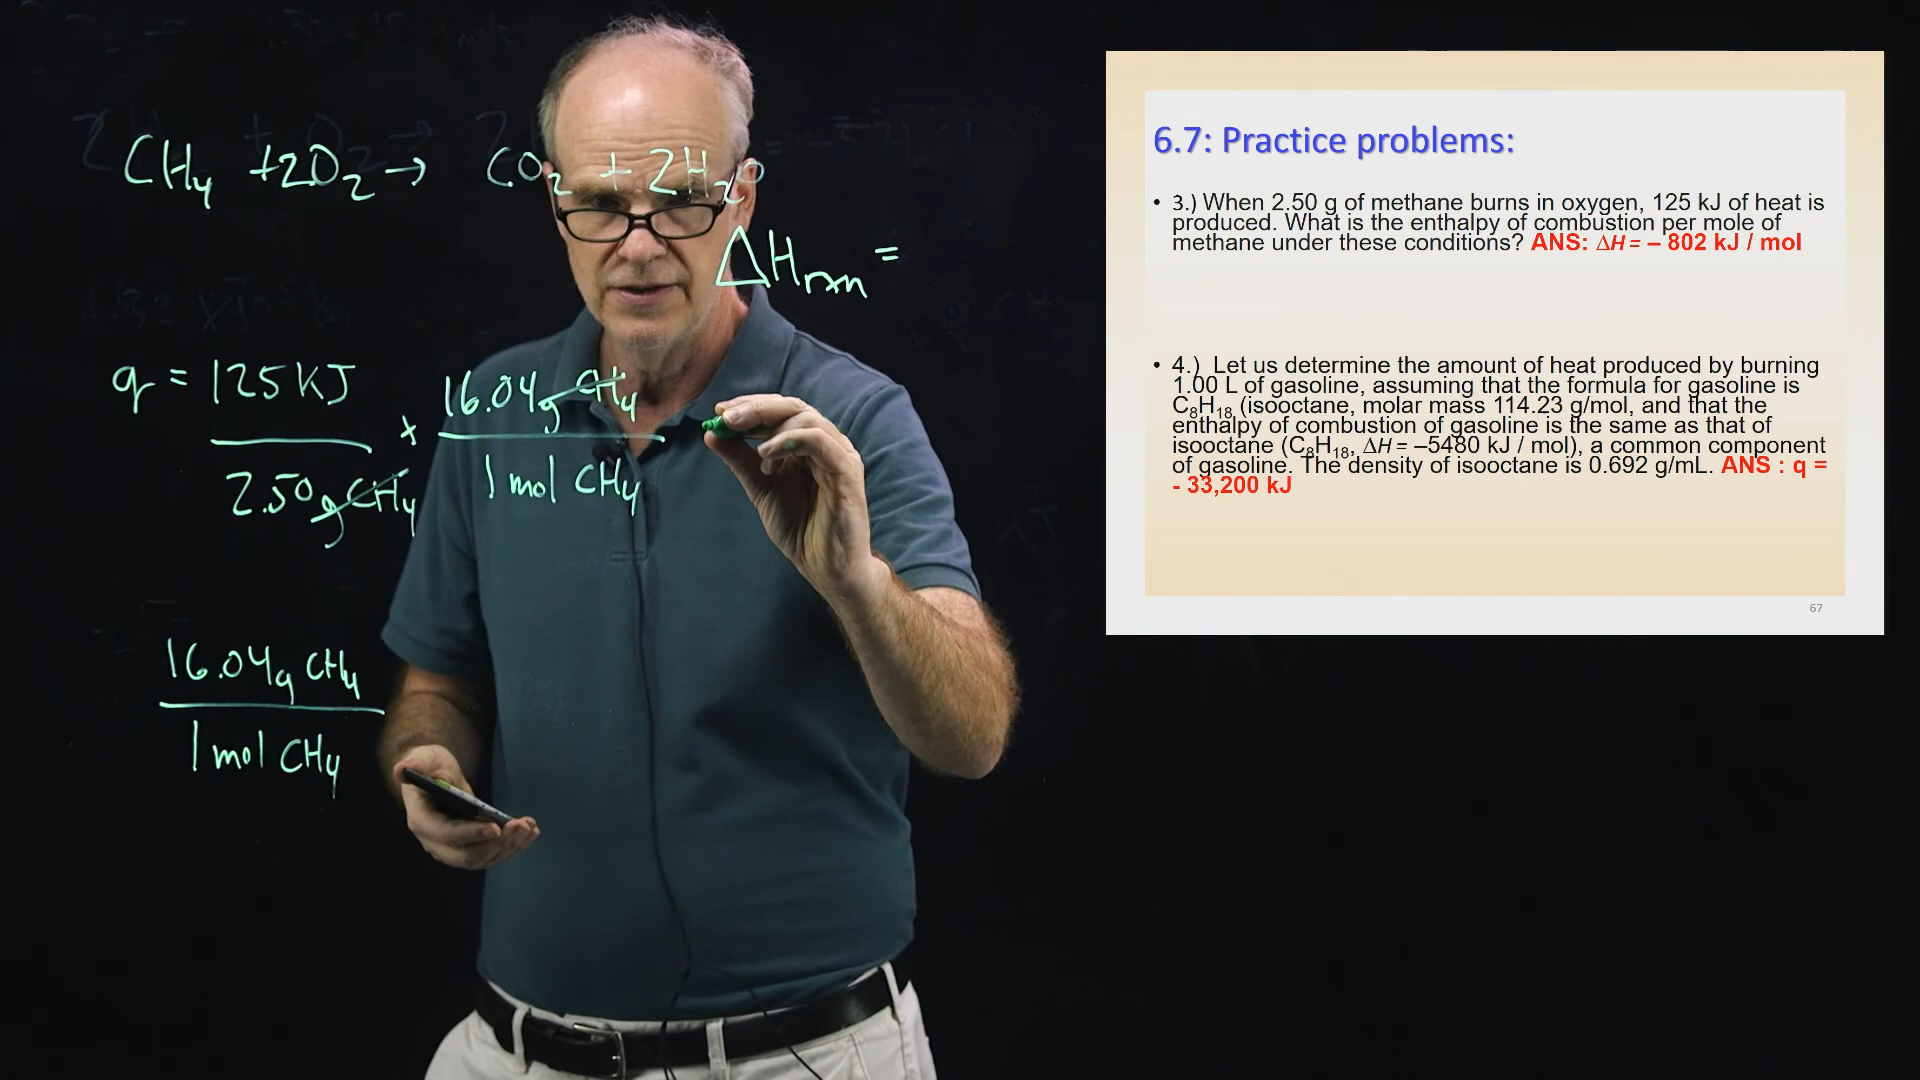 CH₄ +2O₂ → CO₂ + 2H₂O
ΔHrxn =
q = 125 KJ / 2.50g CH₄ × 16.04g CH₄ / 1 mol CH₄
16.04g CH₄
1 mol CH₄
6.7: Practice problems:
• 3.) When 2.50 g of methane burns in oxygen, 125 kJ of heat is
produced. What is the enthalpy of combustion per mole of
methane under these conditions? ANS: ΔH = – 802 kJ / mol
• 4.) Let us determine the amount of heat produced by burning
1.00 L of gasoline, assuming that the formula for gasoline is
C₈H₁₈ (isooctane, molar mass 114.23 g/mol, and that the
enthalpy of combustion of gasoline is the same as that of
isooctane (C₈H₁₈, ΔH = –5480 kJ / mol), a common component
of gasoline. The density of isooctane is 0.692 g/mL. ANS : q =
- 33,200 kJ
67